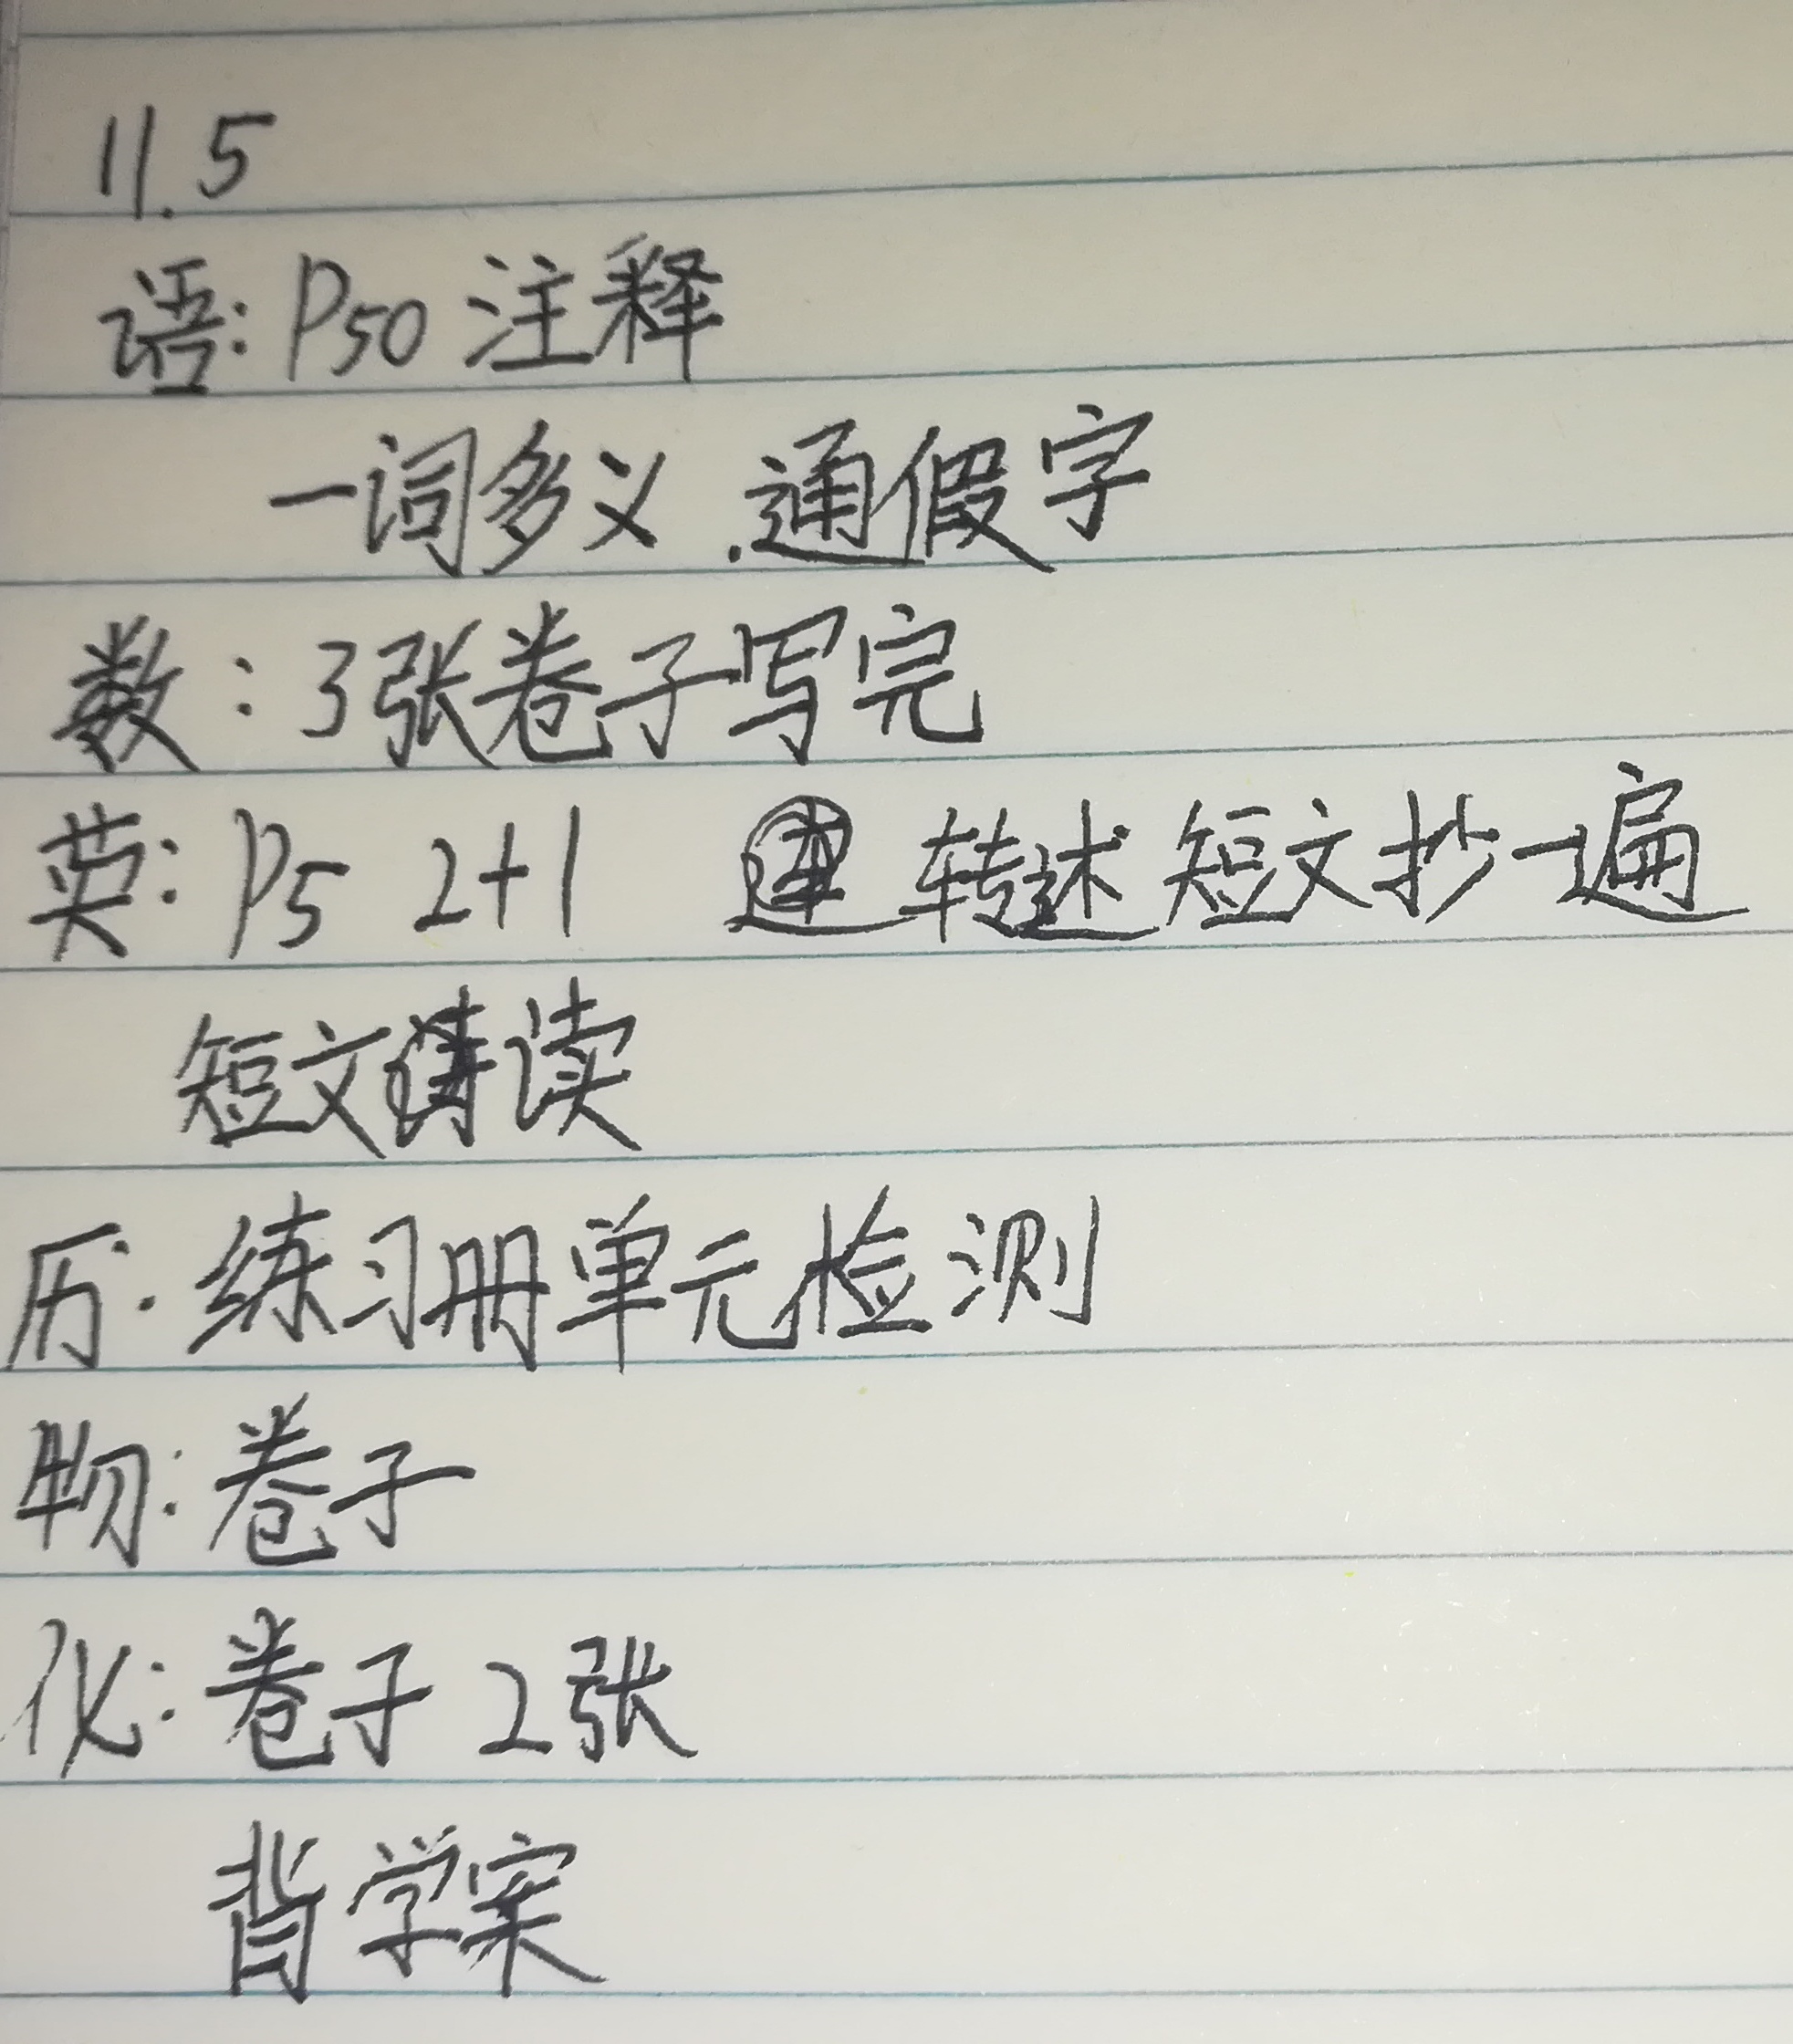 11.5
语: P50 注释
一词多义.通假字
数: 3张卷子写完
英: P5 2+1 转述短文抄一遍
短文读
历: 练习册单元检测
物: 卷子
化: 卷子 2张
背学案